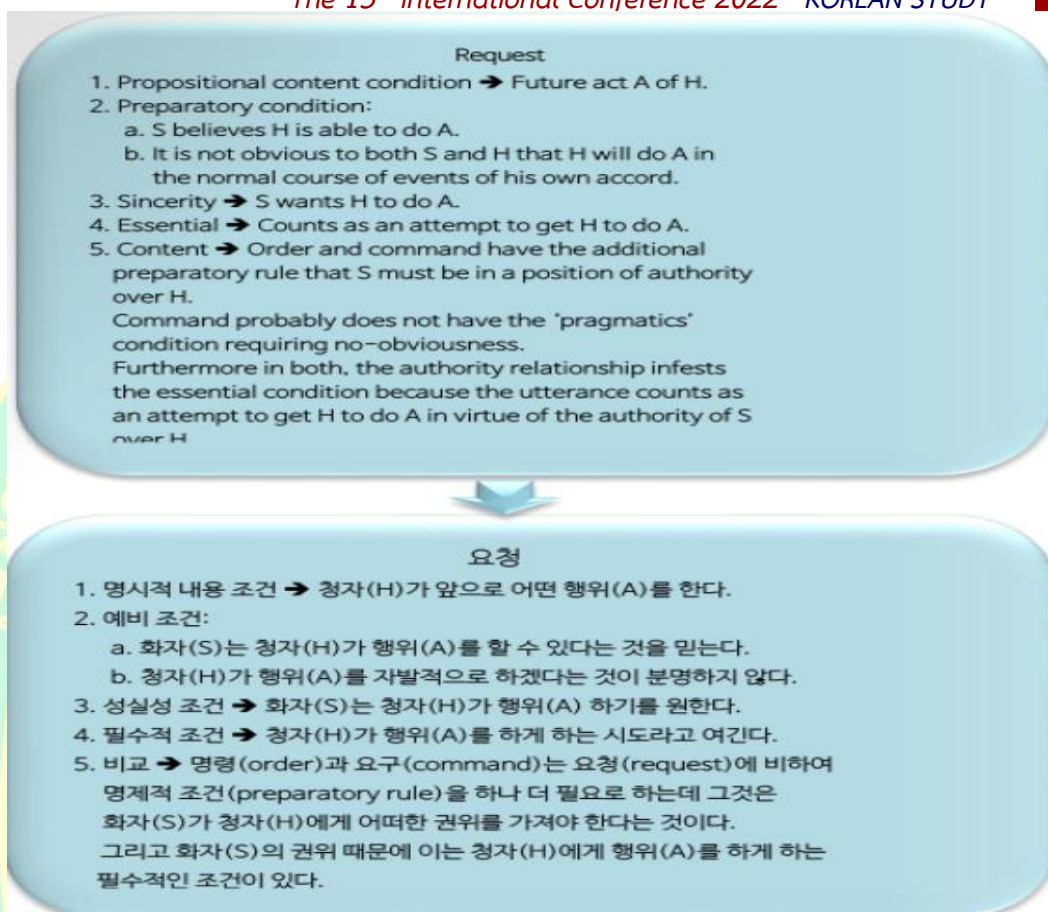 The 15 International Conference 2022 KOREAN STUDY
Request
1. Propositional content condition ➔ Future act A of H.
2. Preparatory condition:
a. S believes H is able to do A.
b. It is not obvious to both S and H that H will do A in
the normal course of events of his own accord.
3. Sincerity ➔ S wants H to do A.
4. Essential ➔ Counts as an attempt to get H to do A.
5. Content ➔ Order and command have the additional
preparatory rule that S must be in a position of authority
over H.
Command probably does not have the 'pragmatics'
condition requiring no-obviousness.
Furthermore in both, the authority relationship infests
the essential condition because the utterance counts as
an attempt to get H to do A in virtue of the authority of S
over H
요청
1. 명시적 내용 조건 ➔ 청자(H)가 앞으로 어떤 행위(A)를 한다.
2. 예비 조건:
a. 화자(S)는 청자(H)가 행위(A)를 할 수 있다는 것을 믿는다.
b. 청자(H)가 행위(A)를 자발적으로 하겠다는 것이 분명하지 않다.
3. 성실성 조건 ➔ 화자(S)는 청자(H)가 행위(A) 하기를 원한다.
4. 필수적 조건 ➔ 청자(H)가 행위(A)를 하게 하는 시도라고 여긴다.
5. 비교 ➔ 명령(order)과 요구(command)는 요청(request)에 비하여
명제적 조건(preparatory rule)을 하나 더 필요로 하는데 그것은
화자(S)가 청자(H)에게 어떠한 권위를 가져야 한다는 것이다.
그리고 화자(S)의 권위 때문에 이는 청자(H)에게 행위(A)를 하게 하는
필수적인 조건이 있다.